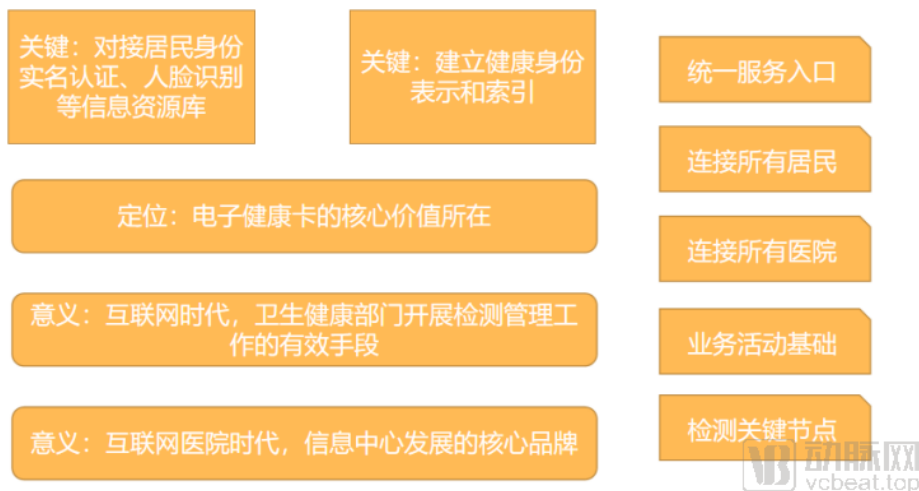 关键：对接居民身份
实名认证、人脸识别
等信息资源库
关键：建立健康身份
表示和索引
定位：电子健康卡的核心价值所在
意义：互联网时代，卫生健康部门开展检测管理工
作的有效手段
意义：互联网医院时代，信息中心发展的核心品牌
统一服务入口
连接所有居民
连接所有医院
业务活动基础
检测关键节点
动脉网
vcbeat.top